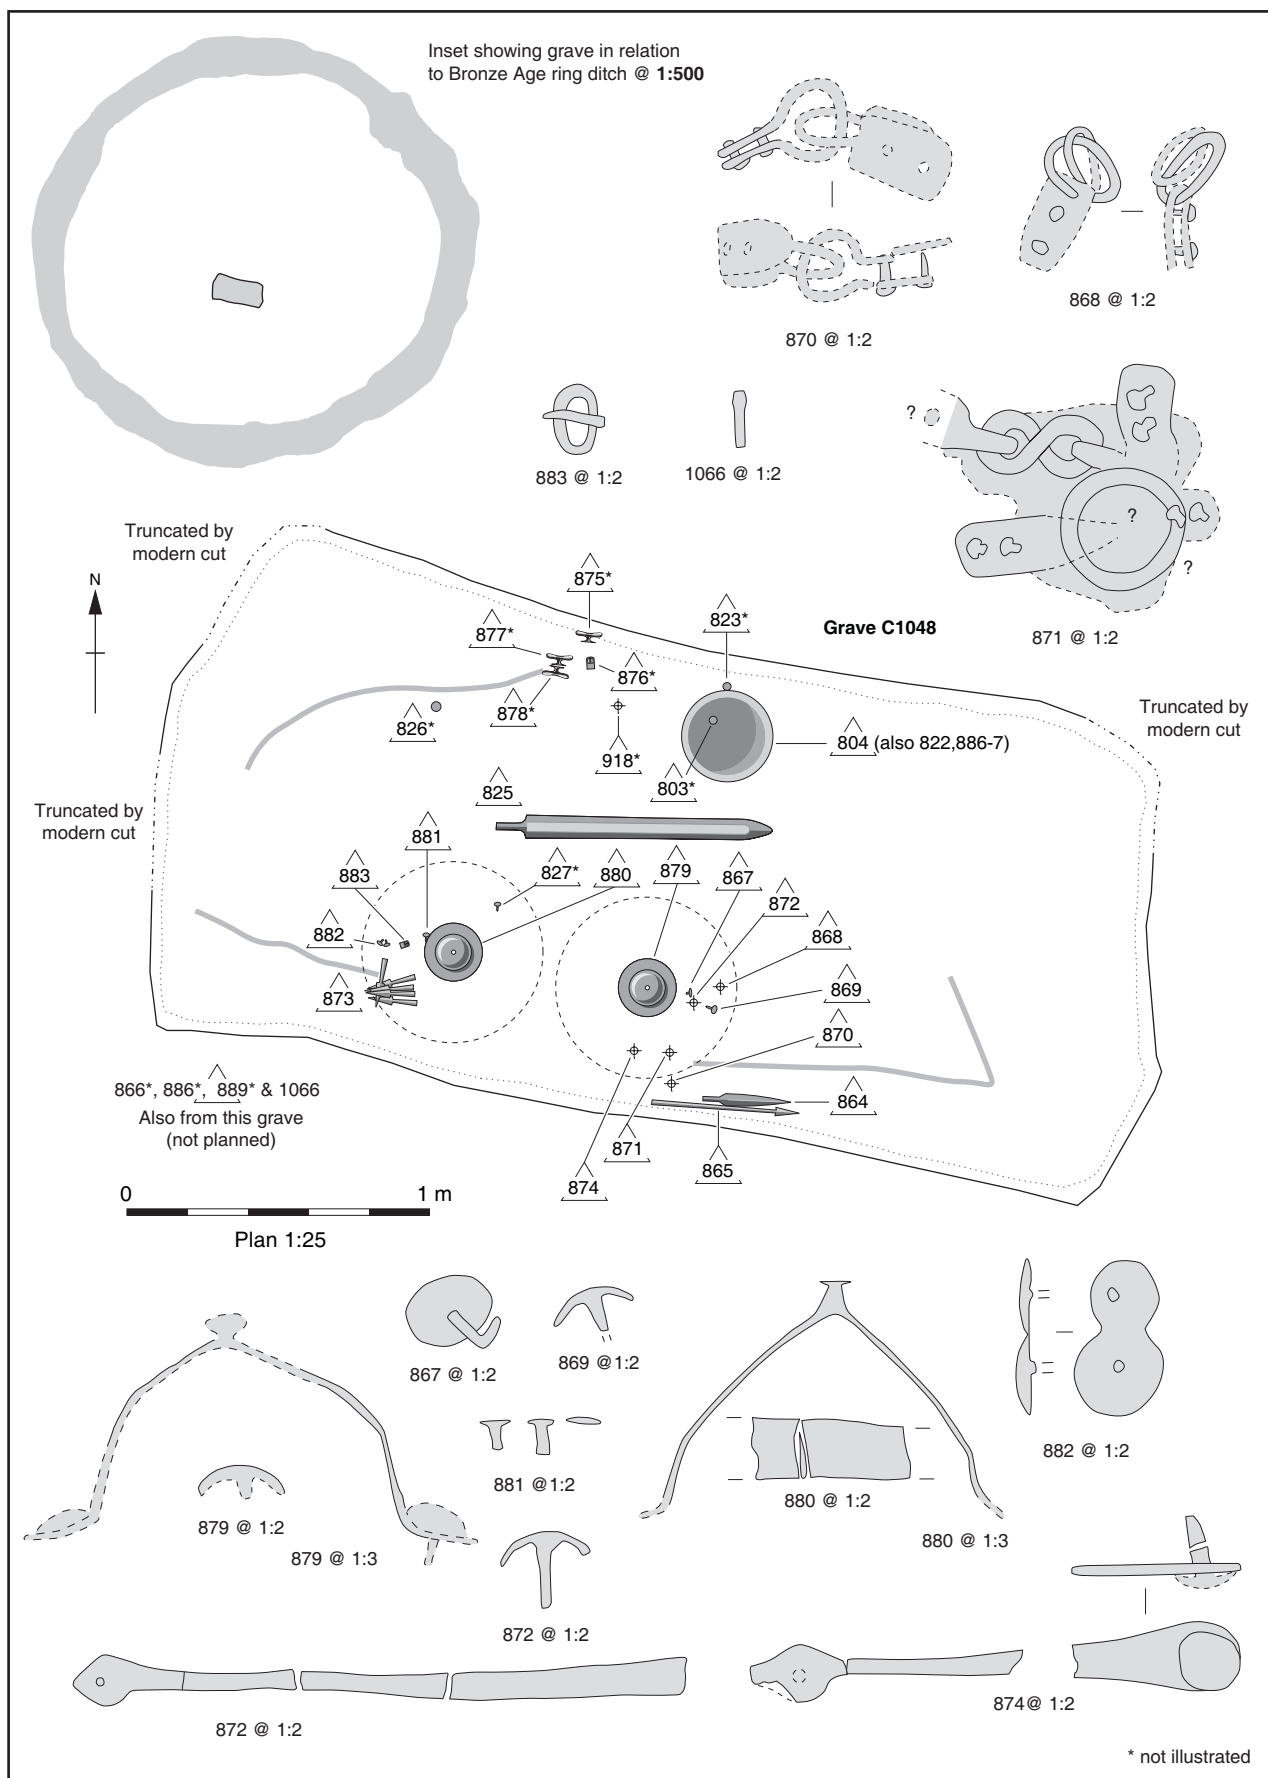 Inset showing grave in relation
to Bronze Age ring ditch @ 1:500
868 @ 1:2
870 @ 1:2
883 @ 1:2
1066 @ 1:2
?
?
?
871 @ 1:2
Truncated by
modern cut
N
875*
877*
823*
Grave C1048
876*
878*
826*
918*
803*
804 (also 822,886-7)
Truncated by
modern cut
825
Truncated by
modern cut
881
883
827*
880
879
867
872
882
868
873
869
870
866*, 886*, 889* & 1066
Also from this grave
(not planned)
864
871
865
874
0
1 m
Plan 1:25
867 @ 1:2
869 @1:2
881 @1:2
882 @ 1:2
880 @ 1:2
879 @ 1:2
879 @ 1:3
880 @ 1:3
872 @ 1:2
874@ 1:2
872 @ 1:2
* not illustrated